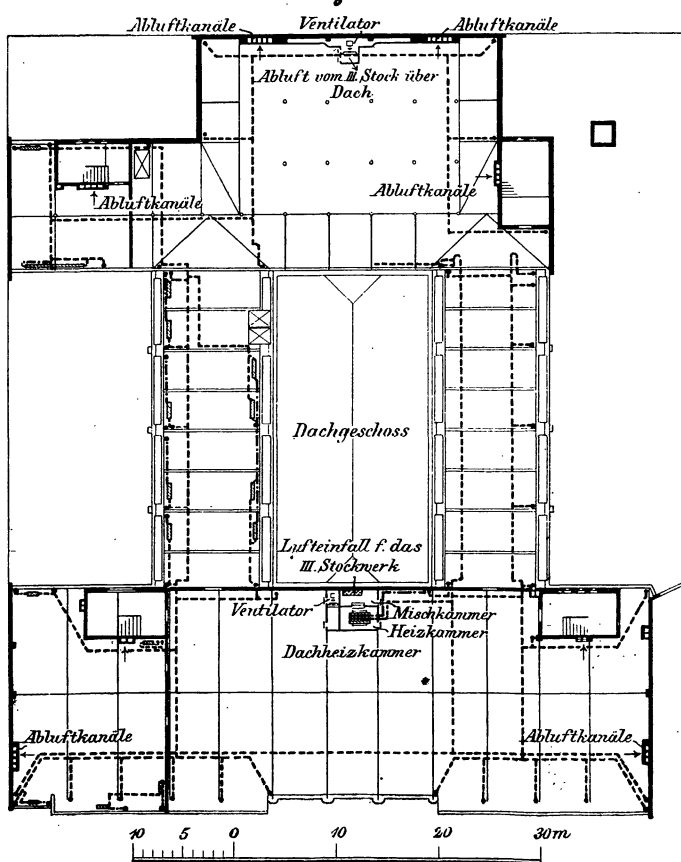 Abluftkanäle
Ventilator
Abluftkanäle
Abluft vom III. Stock über
Dach
Abluftkanäle
Abluftkanäle
Dachgeschoss
Lufteinfall f. das
III. Stockwerk
Ventilator
Mischkammer
Heizkammer
Dachheizkammer
Abluftkanäle
Abluftkanäle
10 5 0 10 20 30m